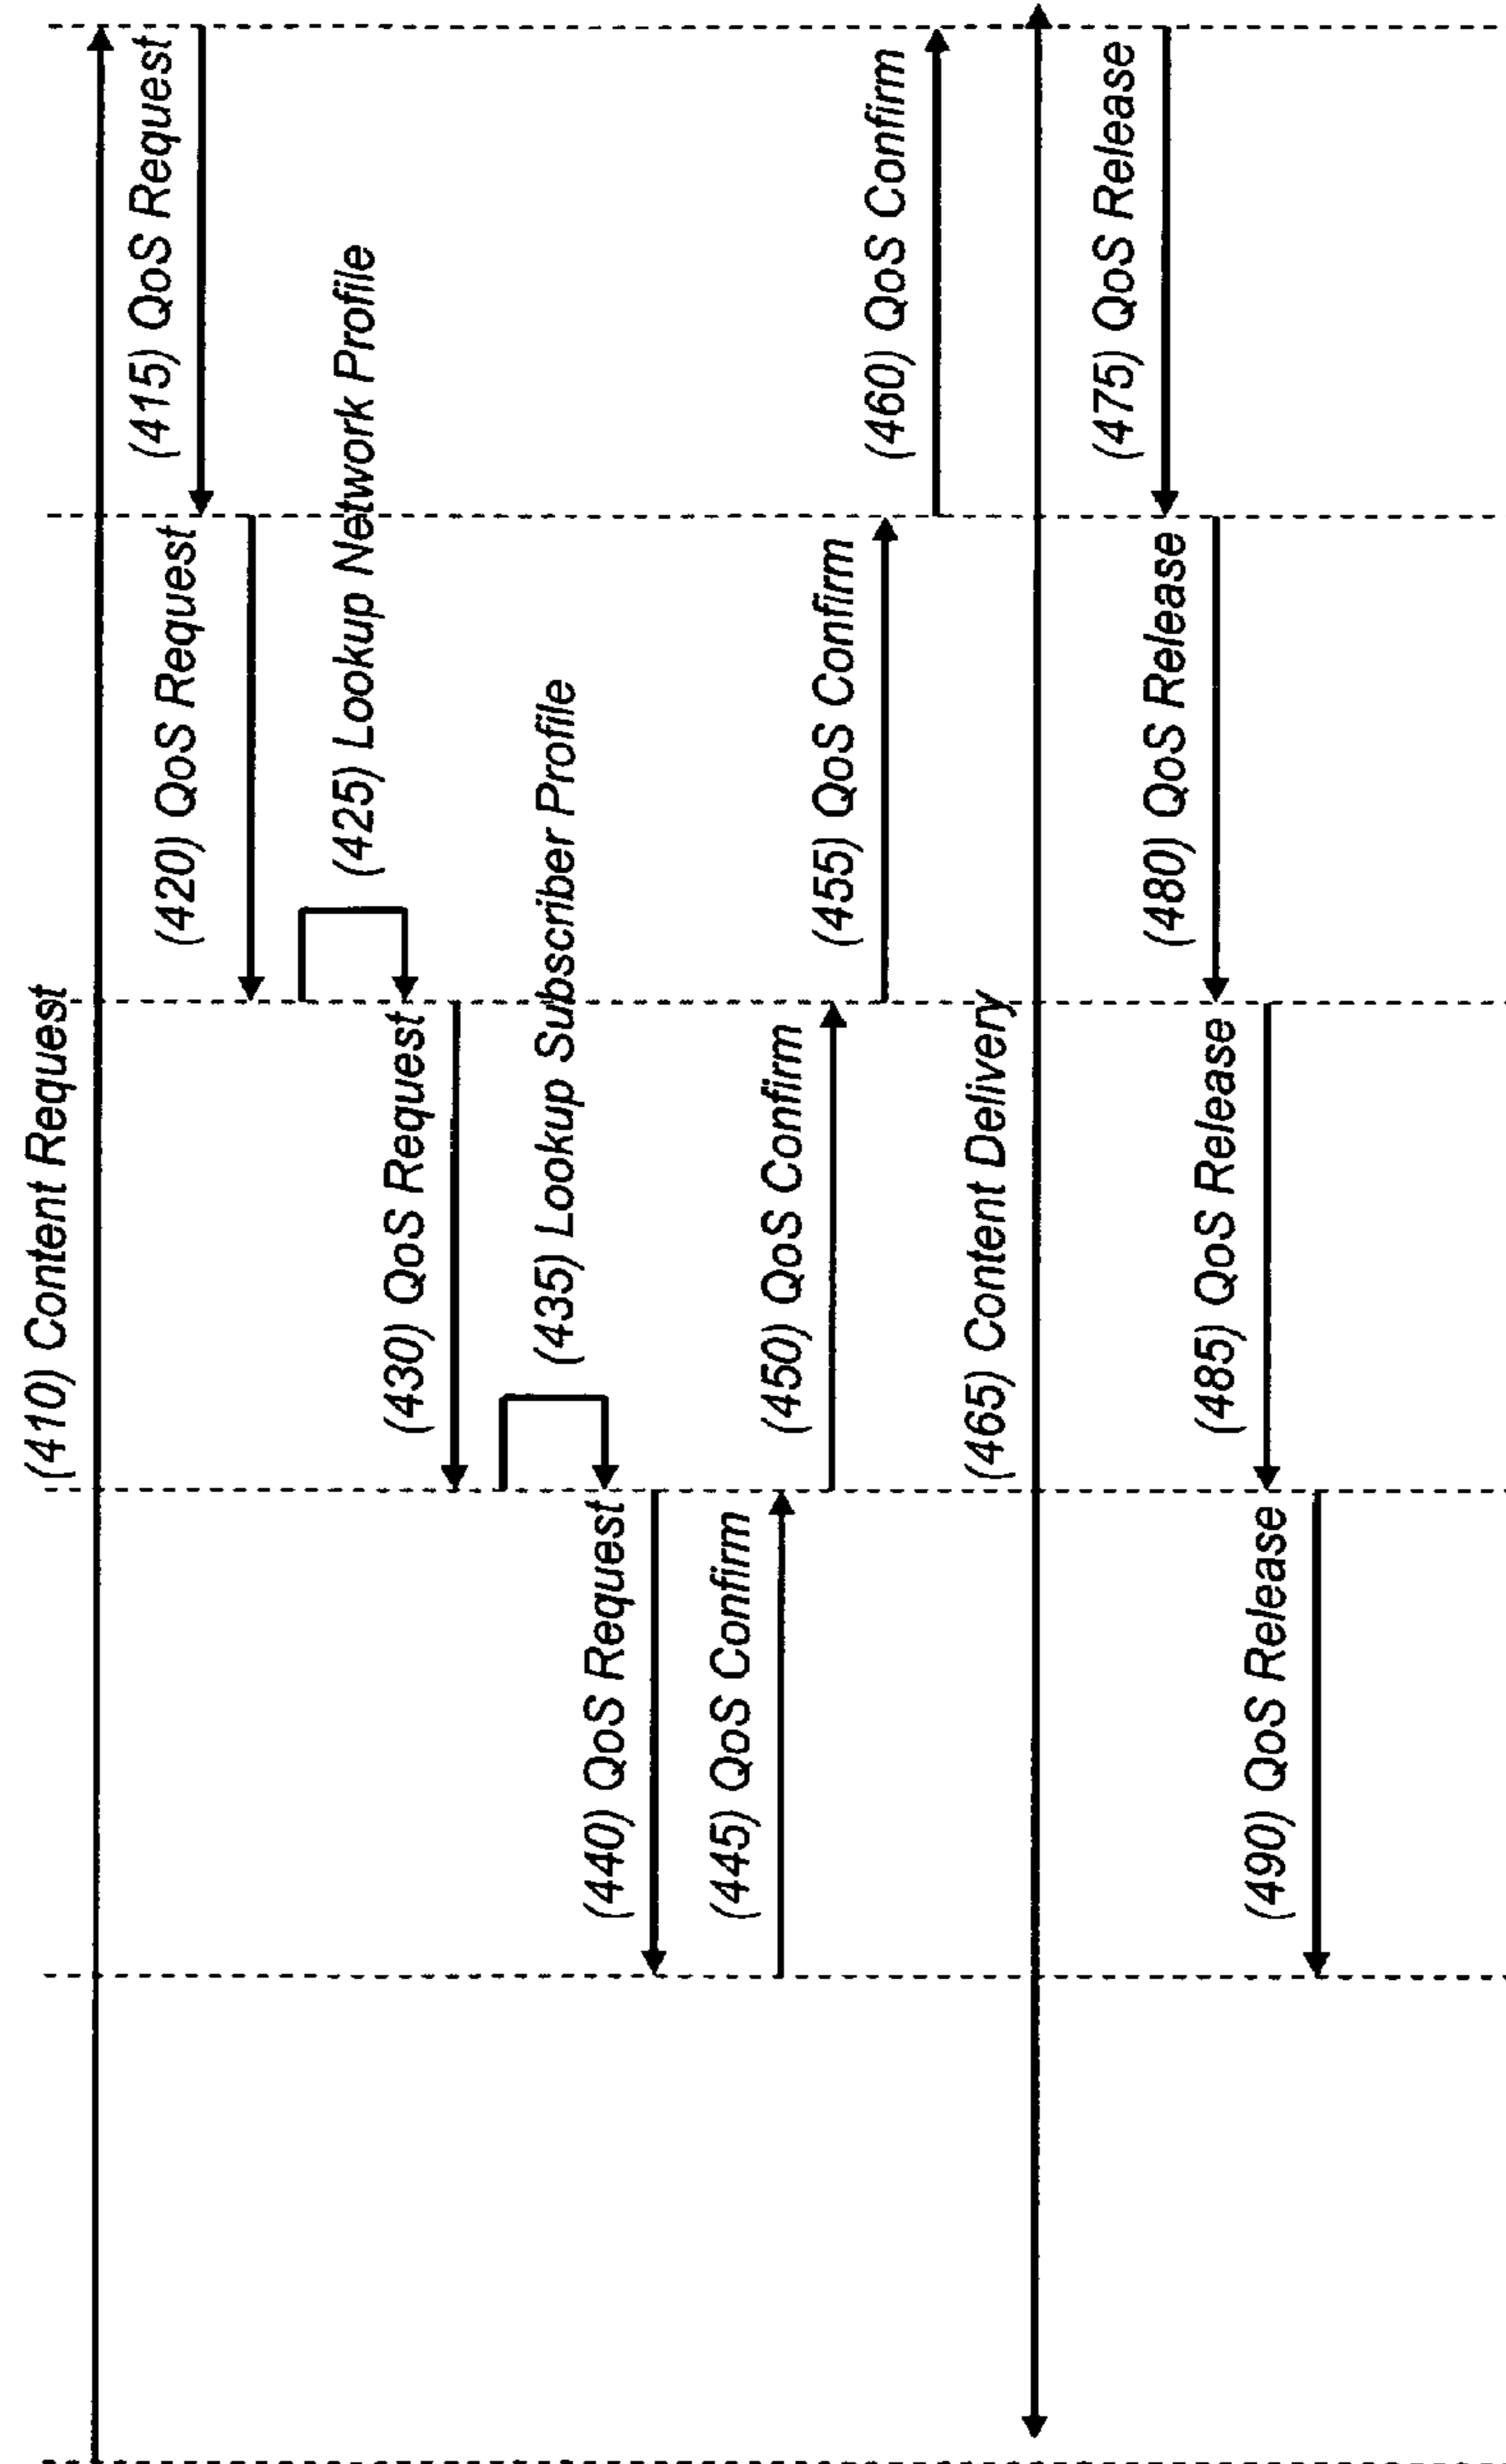 (410) Content Request
(415) QoS Request
(420) QoS Request
(425) Lookup Network Profile
(430) QoS Request
(435) Lookup Subscriber Profile
(440) QoS Request
(445) QoS Confirm
(450) QoS Confirm
(455) QoS Confirm
(460) QoS Confirm
(465) Content Delivery
(475) QoS Release
(480) QoS Release
(485) QoS Release
(490) QoS Release